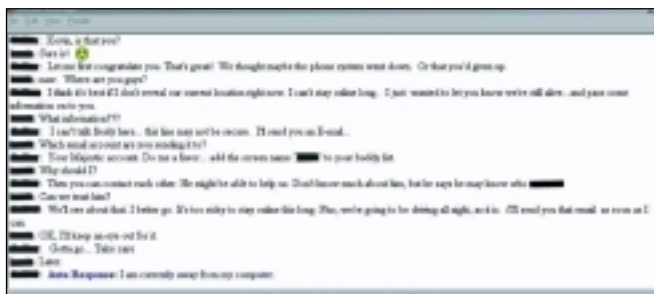 : Kevin, is that you?
: Sure is!
: Let me first congratulate you. That's great! We thought maybe the phone system went down. Or that you'd given up.
: Where are you guys?
: I think it's best if I don't reveal our current location right now. I can't stay online long. I just wanted to let you know we're still alive.. and pass some
information on to you.
: What information???
: I can't talk freely here... this line may not be secure. I'll send you an E-mail...
: Which email account are you sending it to?
: Your Majestic account. Do me a favor... add the screen name " " to your buddy list.
: Why should I?
: Then you can contact each other. He might be able to help us. Don't know much about him, but he says he may know who
: Can we trust him?
: We'll see about that. I better go. It's too risky to stay online this long. Plus, we're going to be driving all night, so I'll send you that email as soon as I
can.
: OK, I'll keep an eye out for it.
: Gotta go... Take care
: Later
: Auto Response: I am currently away from my computer.